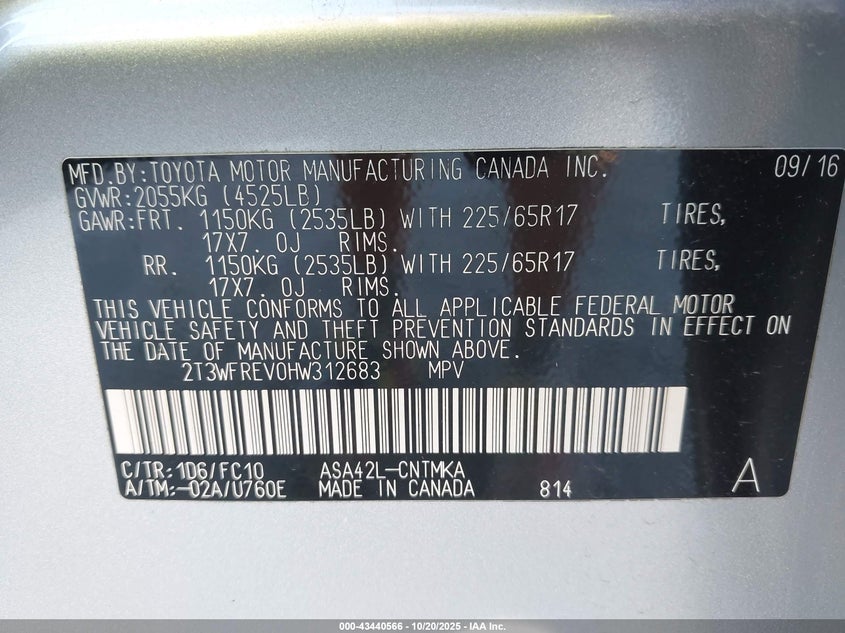 MFD.BY:TOYOTA MOTOR MANUFACTURING CANADA INC. 09/16
GVWR:2055KG (4525LB)
GAWR:FRT. 1150KG (2535LB) WITH 225/65R17 TIRES,
17X7. 0J RIMS.
RR. 1150KG (2535LB) WITH 225/65R17 TIRES,
17X7. 0J RIMS.
THIS VEHICLE CONFORMS TO ALL APPLICABLE FEDERAL MOTOR
VEHICLE SAFETY AND THEFT PREVENTION STANDARDS IN EFFECT ON
THE DATE OF MANUFACTURE SHOWN ABOVE.
2T3WFREV0HW312683 MPV
C/TR:1D6/FC10 ASA42L-CNTMKA
A/TM:-02A/U760E MADE IN CANADA 814 A
000-43440566 - 10/20/2025 - IAA Inc.